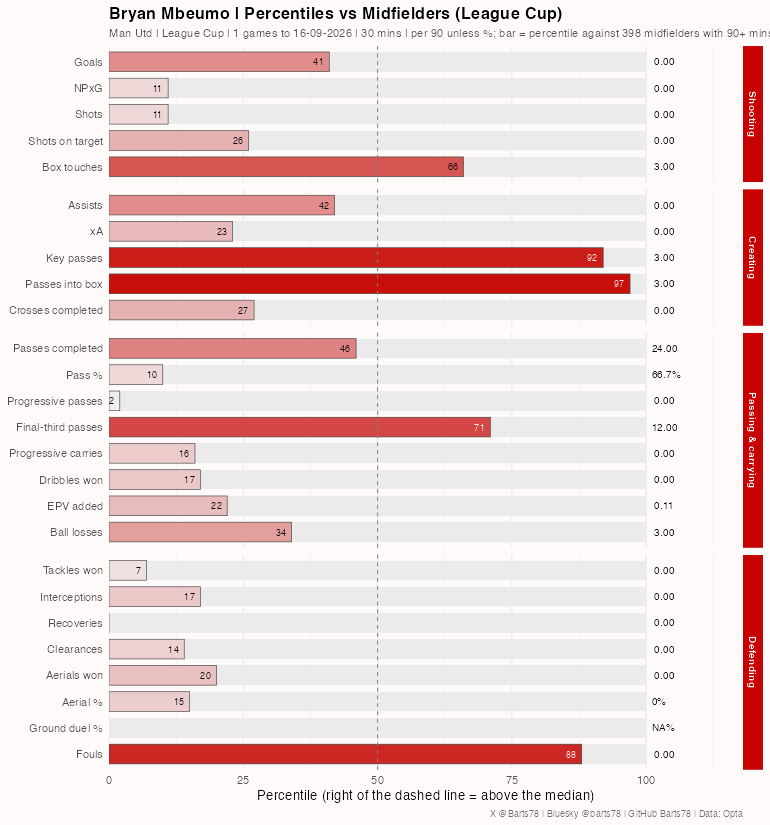 Bryan Mbeumo | Percentiles vs Midfielders (League Cup)
Man Utd | League Cup | 1 games to 16-09-2026 | 30 mins | per 90 unless %; bar = percentile against 398 midfielders with 90+ mins
Goals 41 0.00
NPxG 11 0.00
Shots 11 0.00
Shots on target 26 0.00
Box touches 66 3.00
Shooting
Assists 42 0.00
xA 23 0.00
Key passes 92 3.00
Passes into box 97 3.00
Crosses completed 27 0.00
Creating
Passes completed 46 24.00
Pass % 10 66.7%
Progressive passes 2 0.00
Final-third passes 71 12.00
Progressive carries 16 0.00
Dribbles won 17 0.00
EPV added 22 0.11
Ball losses 34 3.00
Passing & carrying
Tackles won 7 0.00
Interceptions 17 0.00
Recoveries 0.00
Clearances 14 0.00
Aerials won 20 0.00
Aerial % 15 0%
Ground duel % NA%
Fouls 88 0.00
Defending
0 25 50 75 100
Percentile (right of the dashed line = above the median)
X @Barts78 | Bluesky @barts78 | GitHub Barts78 | Data: Opta